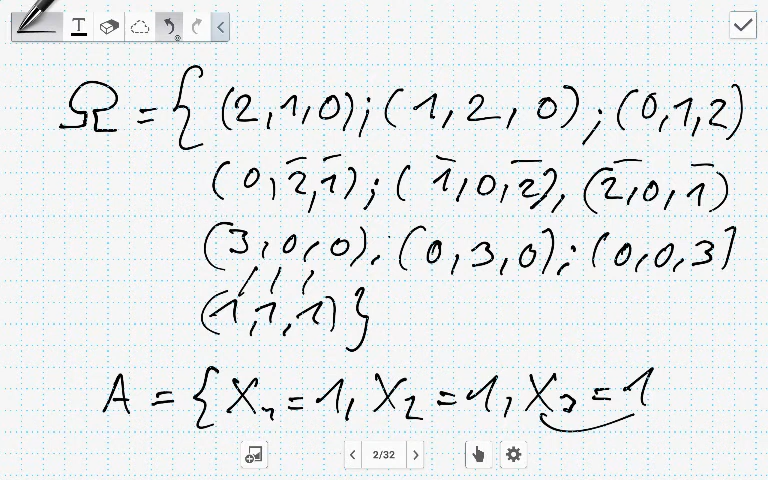 T
Ω = { (2,1,0) ; (1,2,0) ; (0,1,2)
(0,2̅,1̅) ; (1̅,0,2̅), (2̅,0,1̅)
(3,0,0), (0,3,0) ; (0,0,3]
(1,1,1) }
A = { X₁ = 1, X₂ = 1, X₃ = 1
2/32